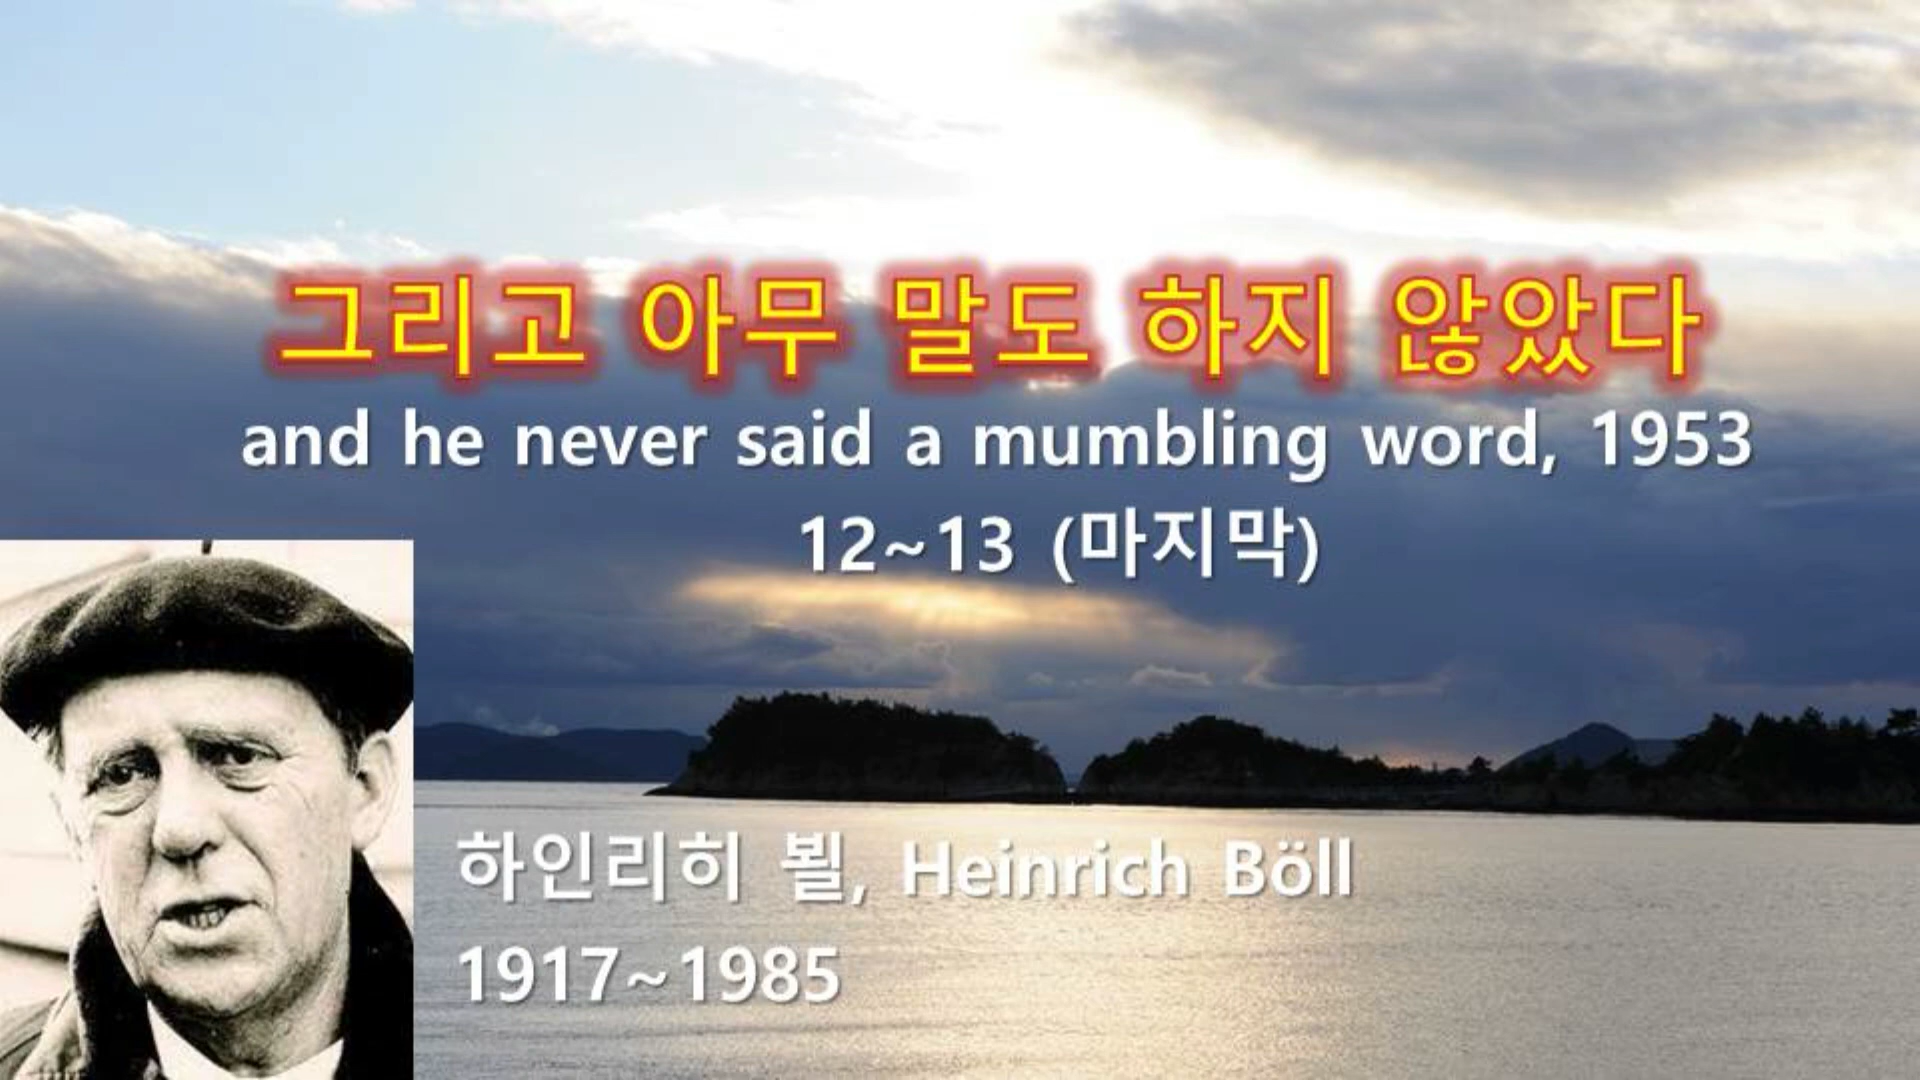 그리고 아무 말도 하지 않았다
and he never said a mumbling word, 1953
12~13 (마지막)
하인리히 뵐, Heinrich Böll
1917~1985